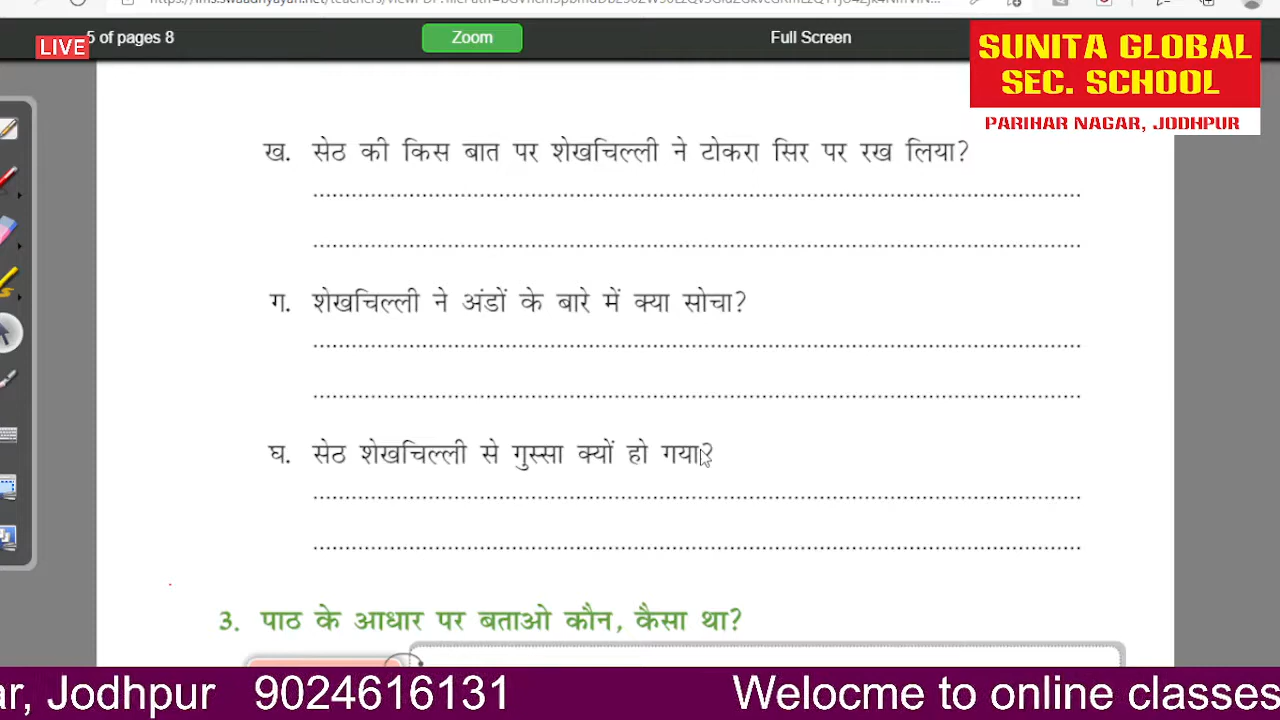 LIVE
5 of pages 8
Zoom
Full Screen
SUNITA GLOBAL
SEC. SCHOOL
PARIHAR NAGAR, JODHPUR
ख. सेठ की किस बात पर शेखचिल्ली ने टोकरा सिर पर रख लिया?
ग. शेखचिल्ली ने अंडों के बारे में क्या सोचा?
घ. सेठ शेखचिल्ली से गुस्सा क्यों हो गया?
3. पाठ के आधार पर बताओ कौन, कैसा था?
ar, Jodhpur 9024616131 Welocme to online classes